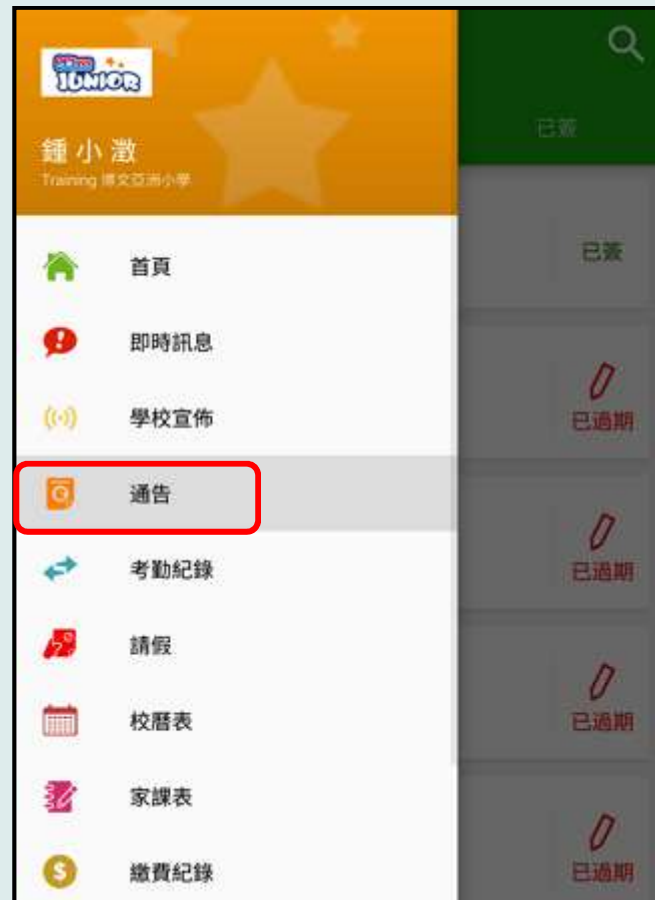 JUNIOR
鍾小澂
Training 博文亞洲小學
已簽
首頁
已簽
即時訊息
學校宣佈
已過期
通告
考勤紀錄
已過期
請假
校曆表
已過期
家課表
繳費紀錄
已過期